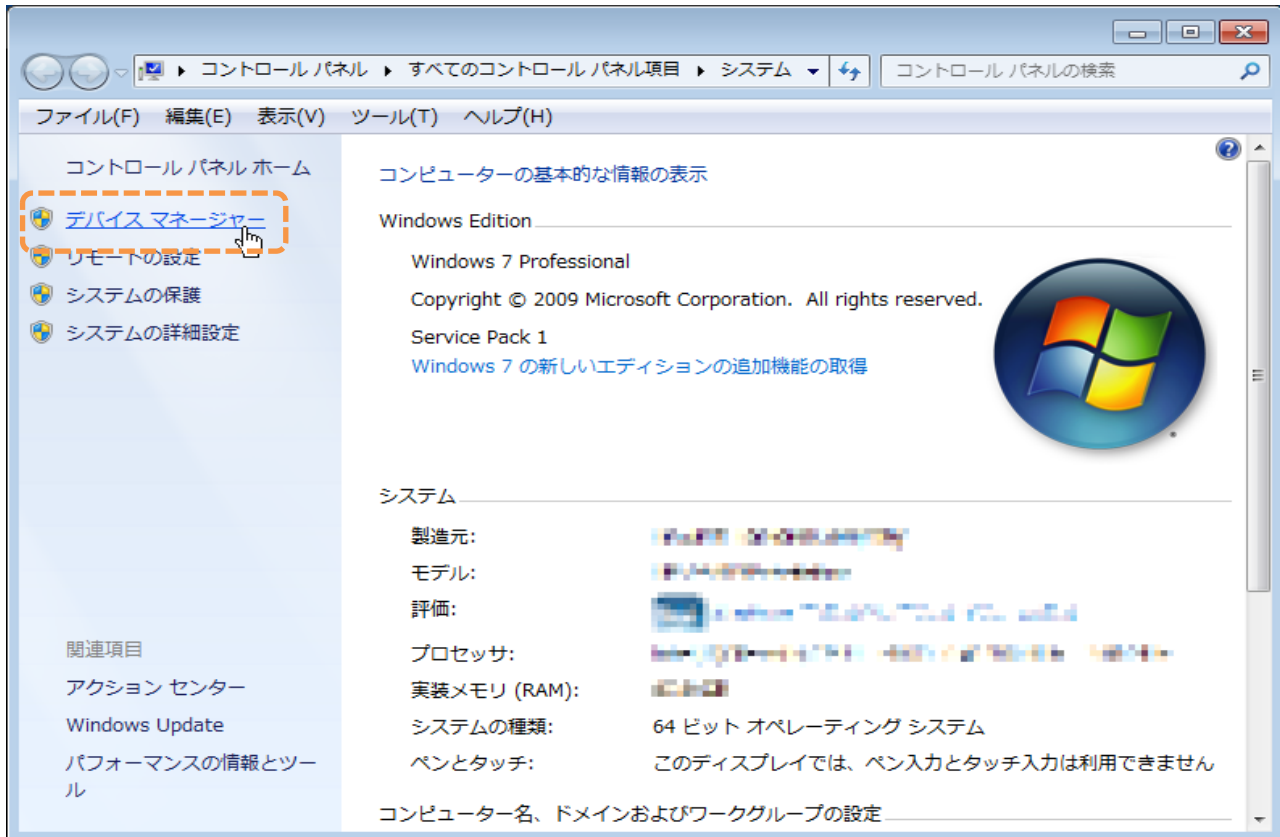 コントロール パネル ▸ すべてのコントロール パネル項目 ▸ システム
コントロール パネルの検索
ファイル(F) 編集(E) 表示(V) ツール(T) ヘルプ(H)
コントロール パネル ホーム
デバイス マネージャー
リモートの設定
システムの保護
システムの詳細設定
関連項目
アクション センター
Windows Update
パフォーマンスの情報とツー
ル
コンピューターの基本的な情報の表示
Windows Edition
Windows 7 Professional
Copyright © 2009 Microsoft Corporation. All rights reserved.
Service Pack 1
Windows 7 の新しいエディションの追加機能の取得
システム
製造元:
モデル:
評価:
プロセッサ:
実装メモリ (RAM):
システムの種類: 64 ビット オペレーティング システム
ペンとタッチ: このディスプレイでは、ペン入力とタッチ入力は利用できません
コンピューター名、ドメインおよびワークグループの設定